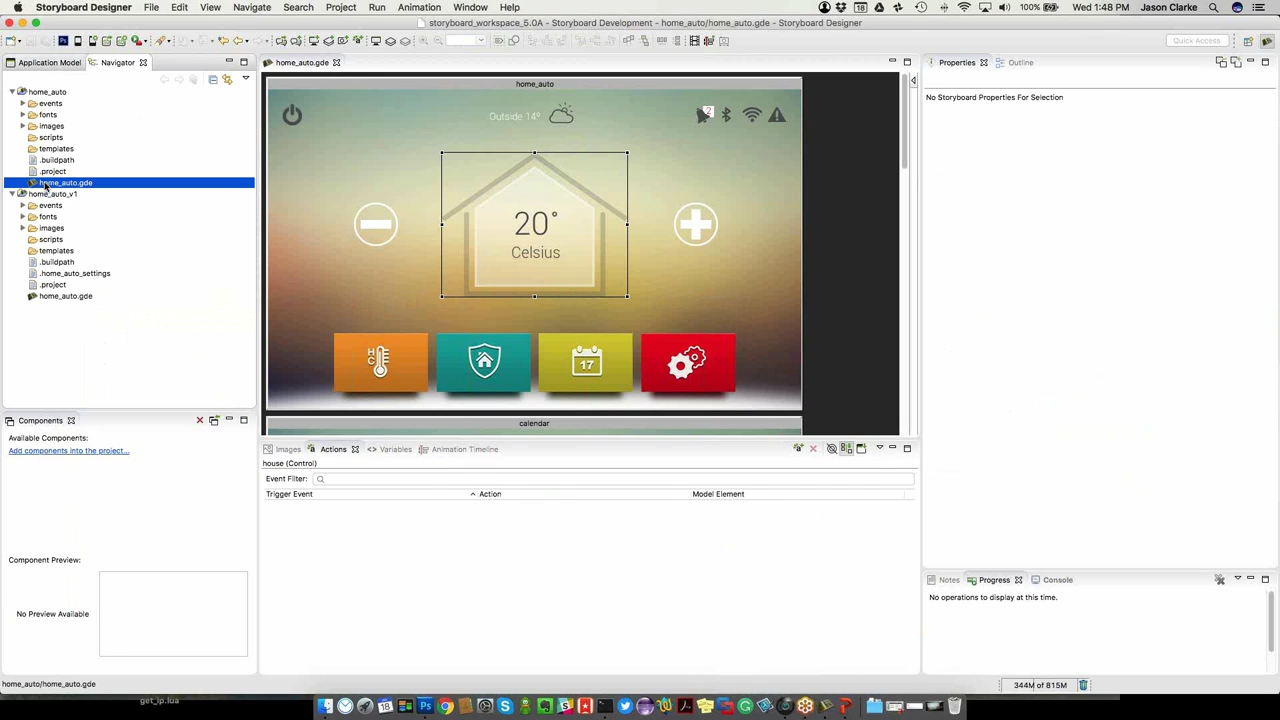 Storyboard Designer File Edit Navigate Search Project Run Animation Window Help 100% Wed 1:48 PM Jason Clarke
storyboard_workspace_5.0A - Storyboard Development - home_auto/home_auto.gde - Storyboard Designer
Quick Access
Application Model Navigator
home_auto
events
fonts
images
scripts
templates
.buildpath
.project
home_auto.gde
home_auto_v1
events
fonts
images
scripts
templates
.buildpath
.home_auto_settings
.project
home_auto.gde
Components
Available Components:
Add components into the project...
Component Preview:
No Preview Available
home_auto.gde
home_auto
Outside 14°
2
20°
Celsius
H
C
17
calendar
Images Actions Variables Animation Timeline
house (Control)
Event Filter:
Trigger Event Action Model Element
Properties Outline
No Storyboard Properties For Selection
Notes Progress Console
No operations to display at this time.
home_auto/home_auto.gde
344M of 815M
get_ip.lua